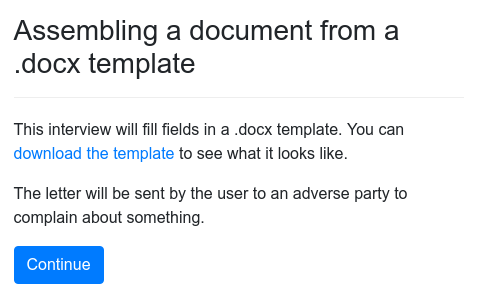 Assembling a document from a
.docx template
This interview will fill fields in a .docx template. You can
download the template to see what it looks like.
The letter will be sent by the user to an adverse party to
complain about something.
Continue